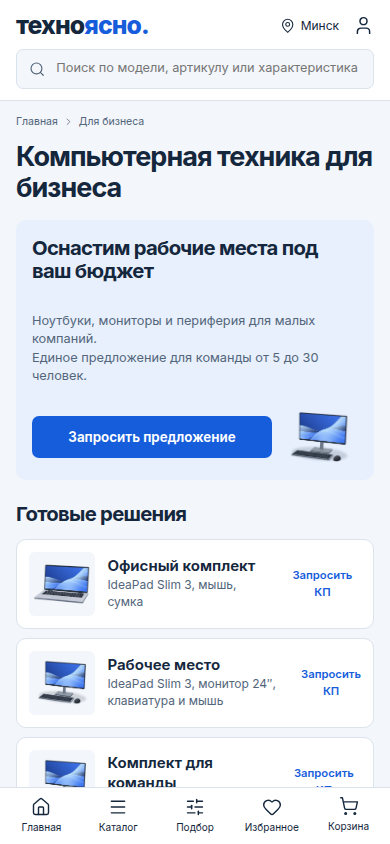 техноясно.
Минск
Поиск по модели, артикулу или характеристика
Главная > Для бизнеса
Компьютерная техника для
бизнеса
Оснастим рабочие места под
ваш бюджет
Ноутбуки, мониторы и периферия для малых
компаний.
Единое предложение для команды от 5 до 30
человек.
Запросить предложение
Готовые решения
Офисный комплект
IdeaPad Slim 3, мышь,
сумка
Запросить
КП
Рабочее место
IdeaPad Slim 3, монитор 24″,
клавиатура и мышь
Запросить
КП
Комплект для
команды
Запросить
Главная
Каталог
Подбор
Избранное
Корзина